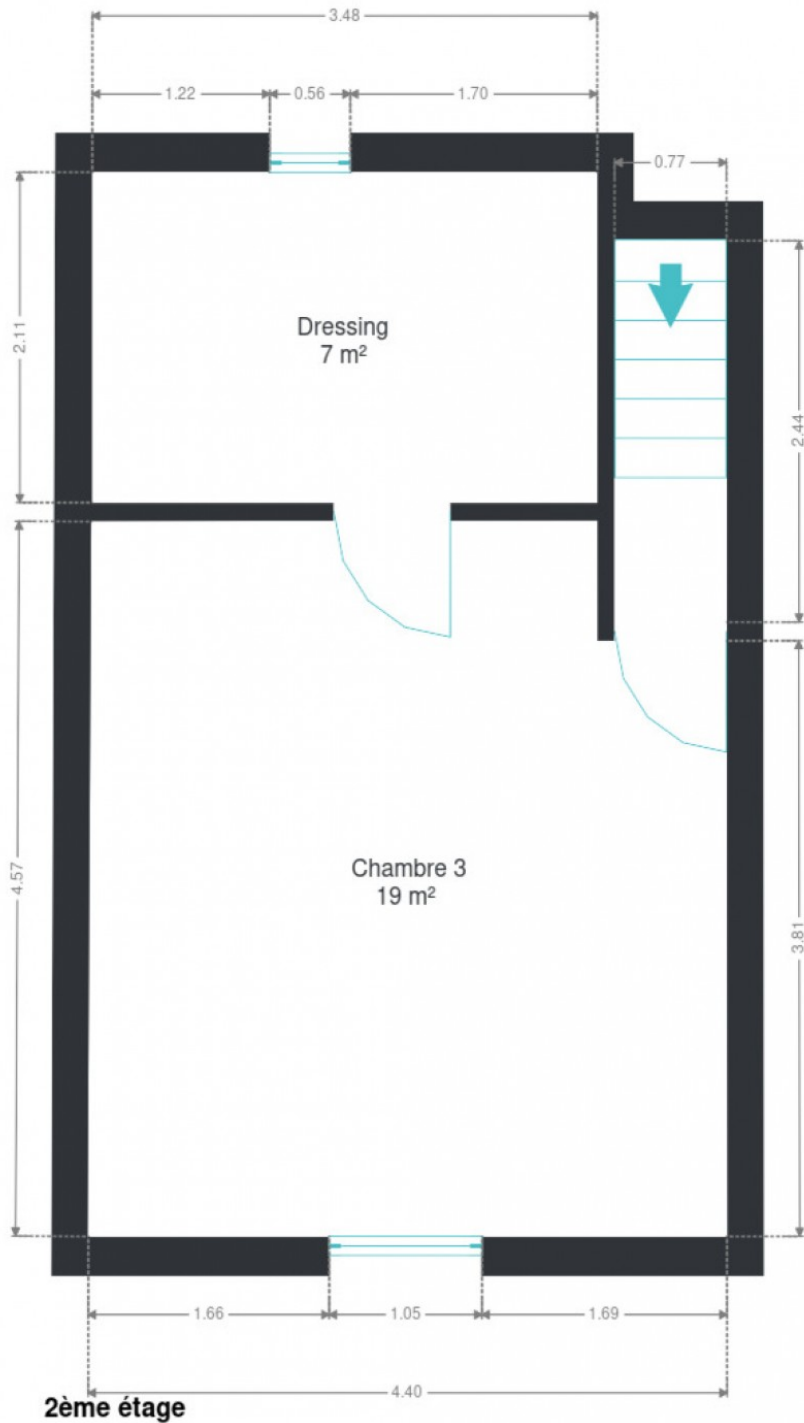 3.48
1.22 0.56 1.70
0.77
2.11
Dressing
7 m²
2.44
4.57
Chambre 3
19 m²
3.81
1.66 1.05 1.69
4.40
2ème étage